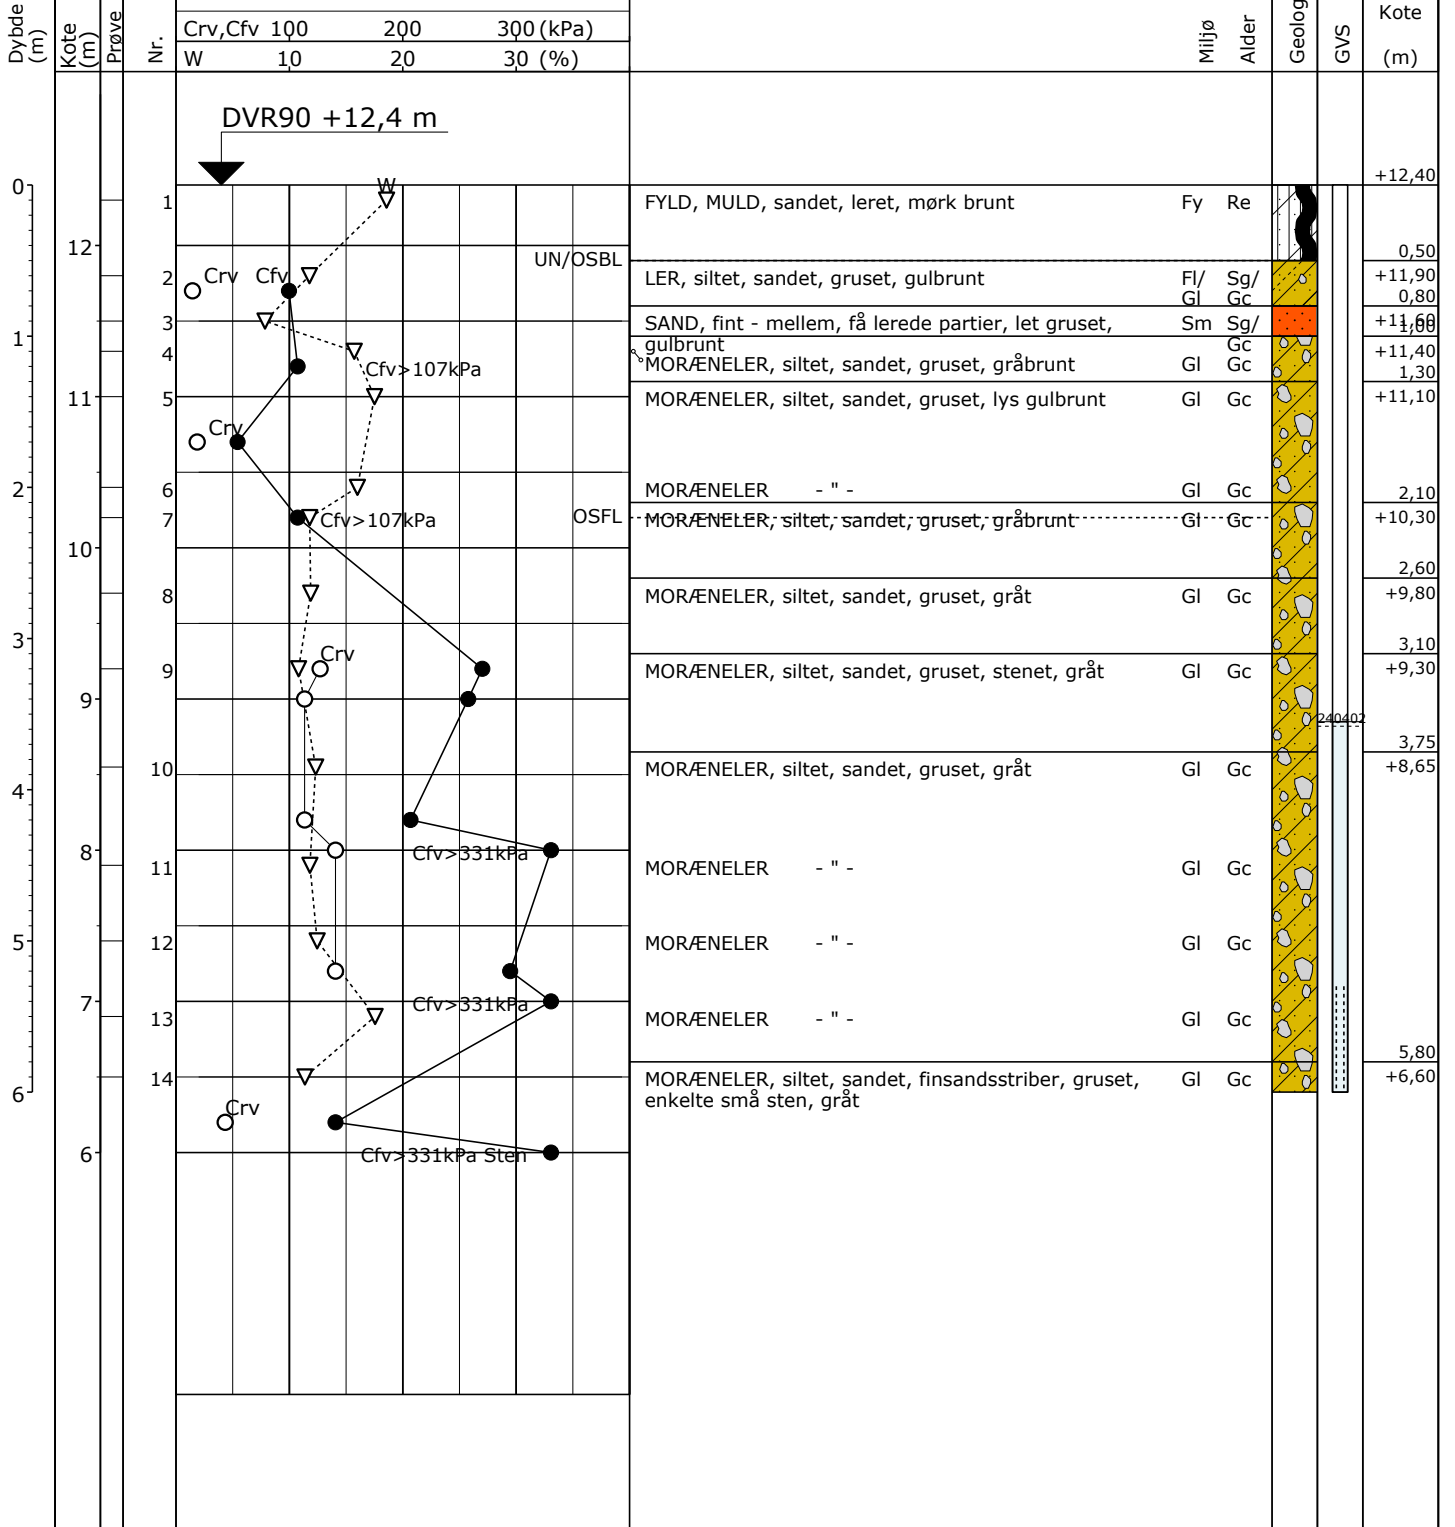 Dybde (m)
Kote (m)
Prøve
Nr.
Crv,Cfv 100 200 300 (kPa)
W 10 20 30 (%)
Miljø
Alder
Geolog
GVS
Kote (m)
DVR90 +12,4 m
+12,40
0
W
1 FYLD, MULD, sandet, leret, mørk brunt Fy Re
12
0,50
UN/OSBL
Crv Cfv
2 LER, siltet, sandet, gruset, gulbrunt Fl/ Sg/ +11,90
Gl Gc 0,80
3 SAND, fint - mellem, få lerede partier, let gruset, Sm Sg/ +11,60
1,00
1
gulbrunt Gc
4 +11,40
Cfv>107kPa MORÆNELER, siltet, sandet, gruset, gråbrunt Gl Gc 1,30
11 5 MORÆNELER, siltet, sandet, gruset, lys gulbrunt Gl Gc +11,10
Crv
2 6 MORÆNELER - " - Gl Gc 2,10
7 Cfv>107kPa OSFL MORÆNELER, siltet, sandet, gruset, gråbrunt Gl Gc +10,30
10
2,60
8 MORÆNELER, siltet, sandet, gruset, gråt Gl Gc +9,80
3 3,10
Crv
9 MORÆNELER, siltet, sandet, gruset, stenet, gråt Gl Gc +9,30
9
240402
3,75
10 MORÆNELER, siltet, sandet, gruset, gråt Gl Gc +8,65
4
8 Cfv>331kPa
11 MORÆNELER - " - Gl Gc
5 12 MORÆNELER - " - Gl Gc
7 Cfv>331kPa
13 MORÆNELER - " - Gl Gc
5,80
14 MORÆNELER, siltet, sandet, finsandsstriber, gruset, Gl Gc +6,60
6 enkelte små sten, gråt
Crv
6 Cfv>331kPa Sten